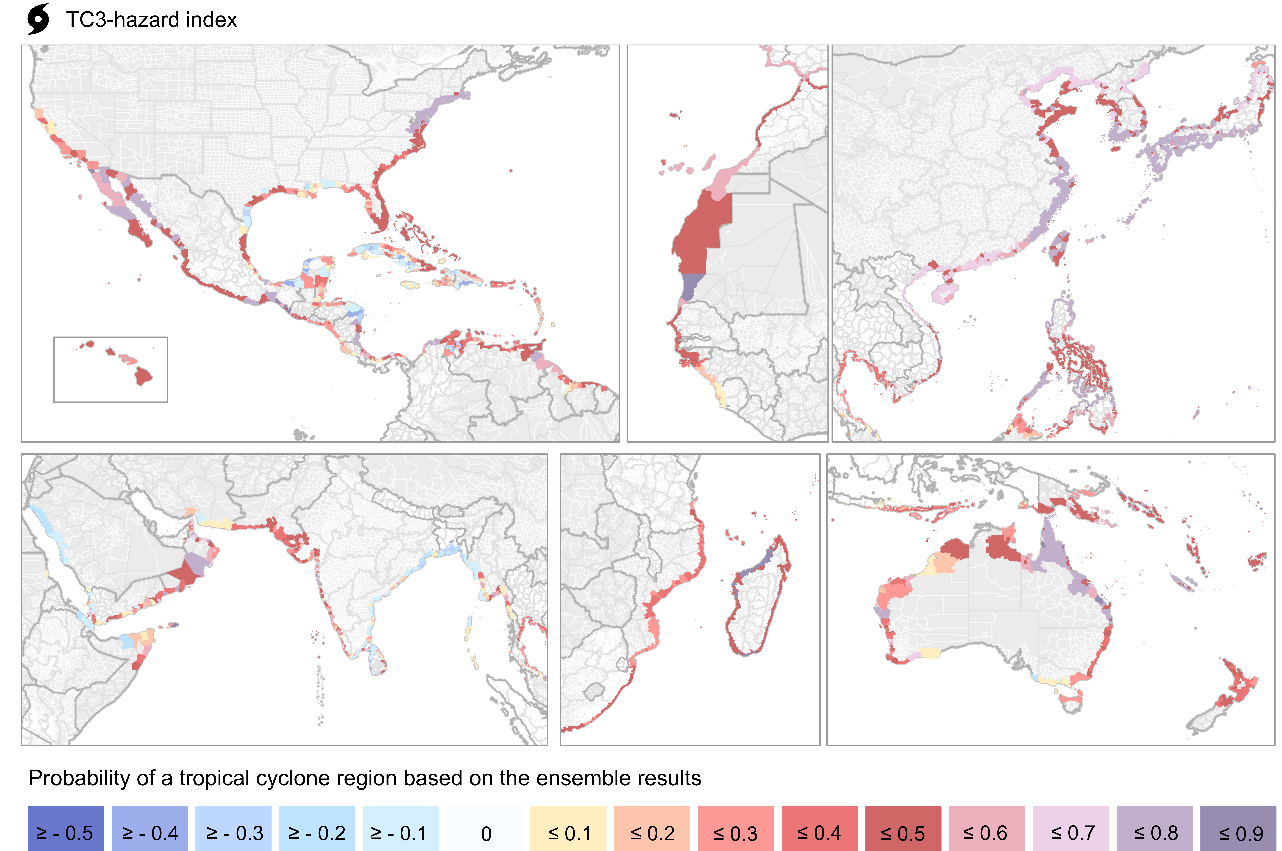 TC3-hazard index
Probability of a tropical cyclone region based on the ensemble results
≥ - 0.5 ≥ - 0.4 ≥ - 0.3 ≥ - 0.2 ≥ - 0.1 0 ≤ 0.1 ≤ 0.2 ≤ 0.3 ≤ 0.4 ≤ 0.5 ≤ 0.6 ≤ 0.7 ≤ 0.8 ≤ 0.9